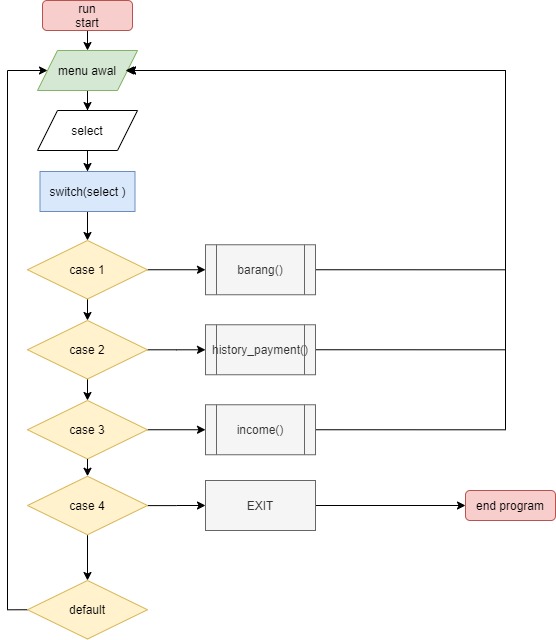 run
start
menu awal
select
switch(select )
case 1
barang()
case 2
history_payment()
case 3
income()
case 4
EXIT
end program
default